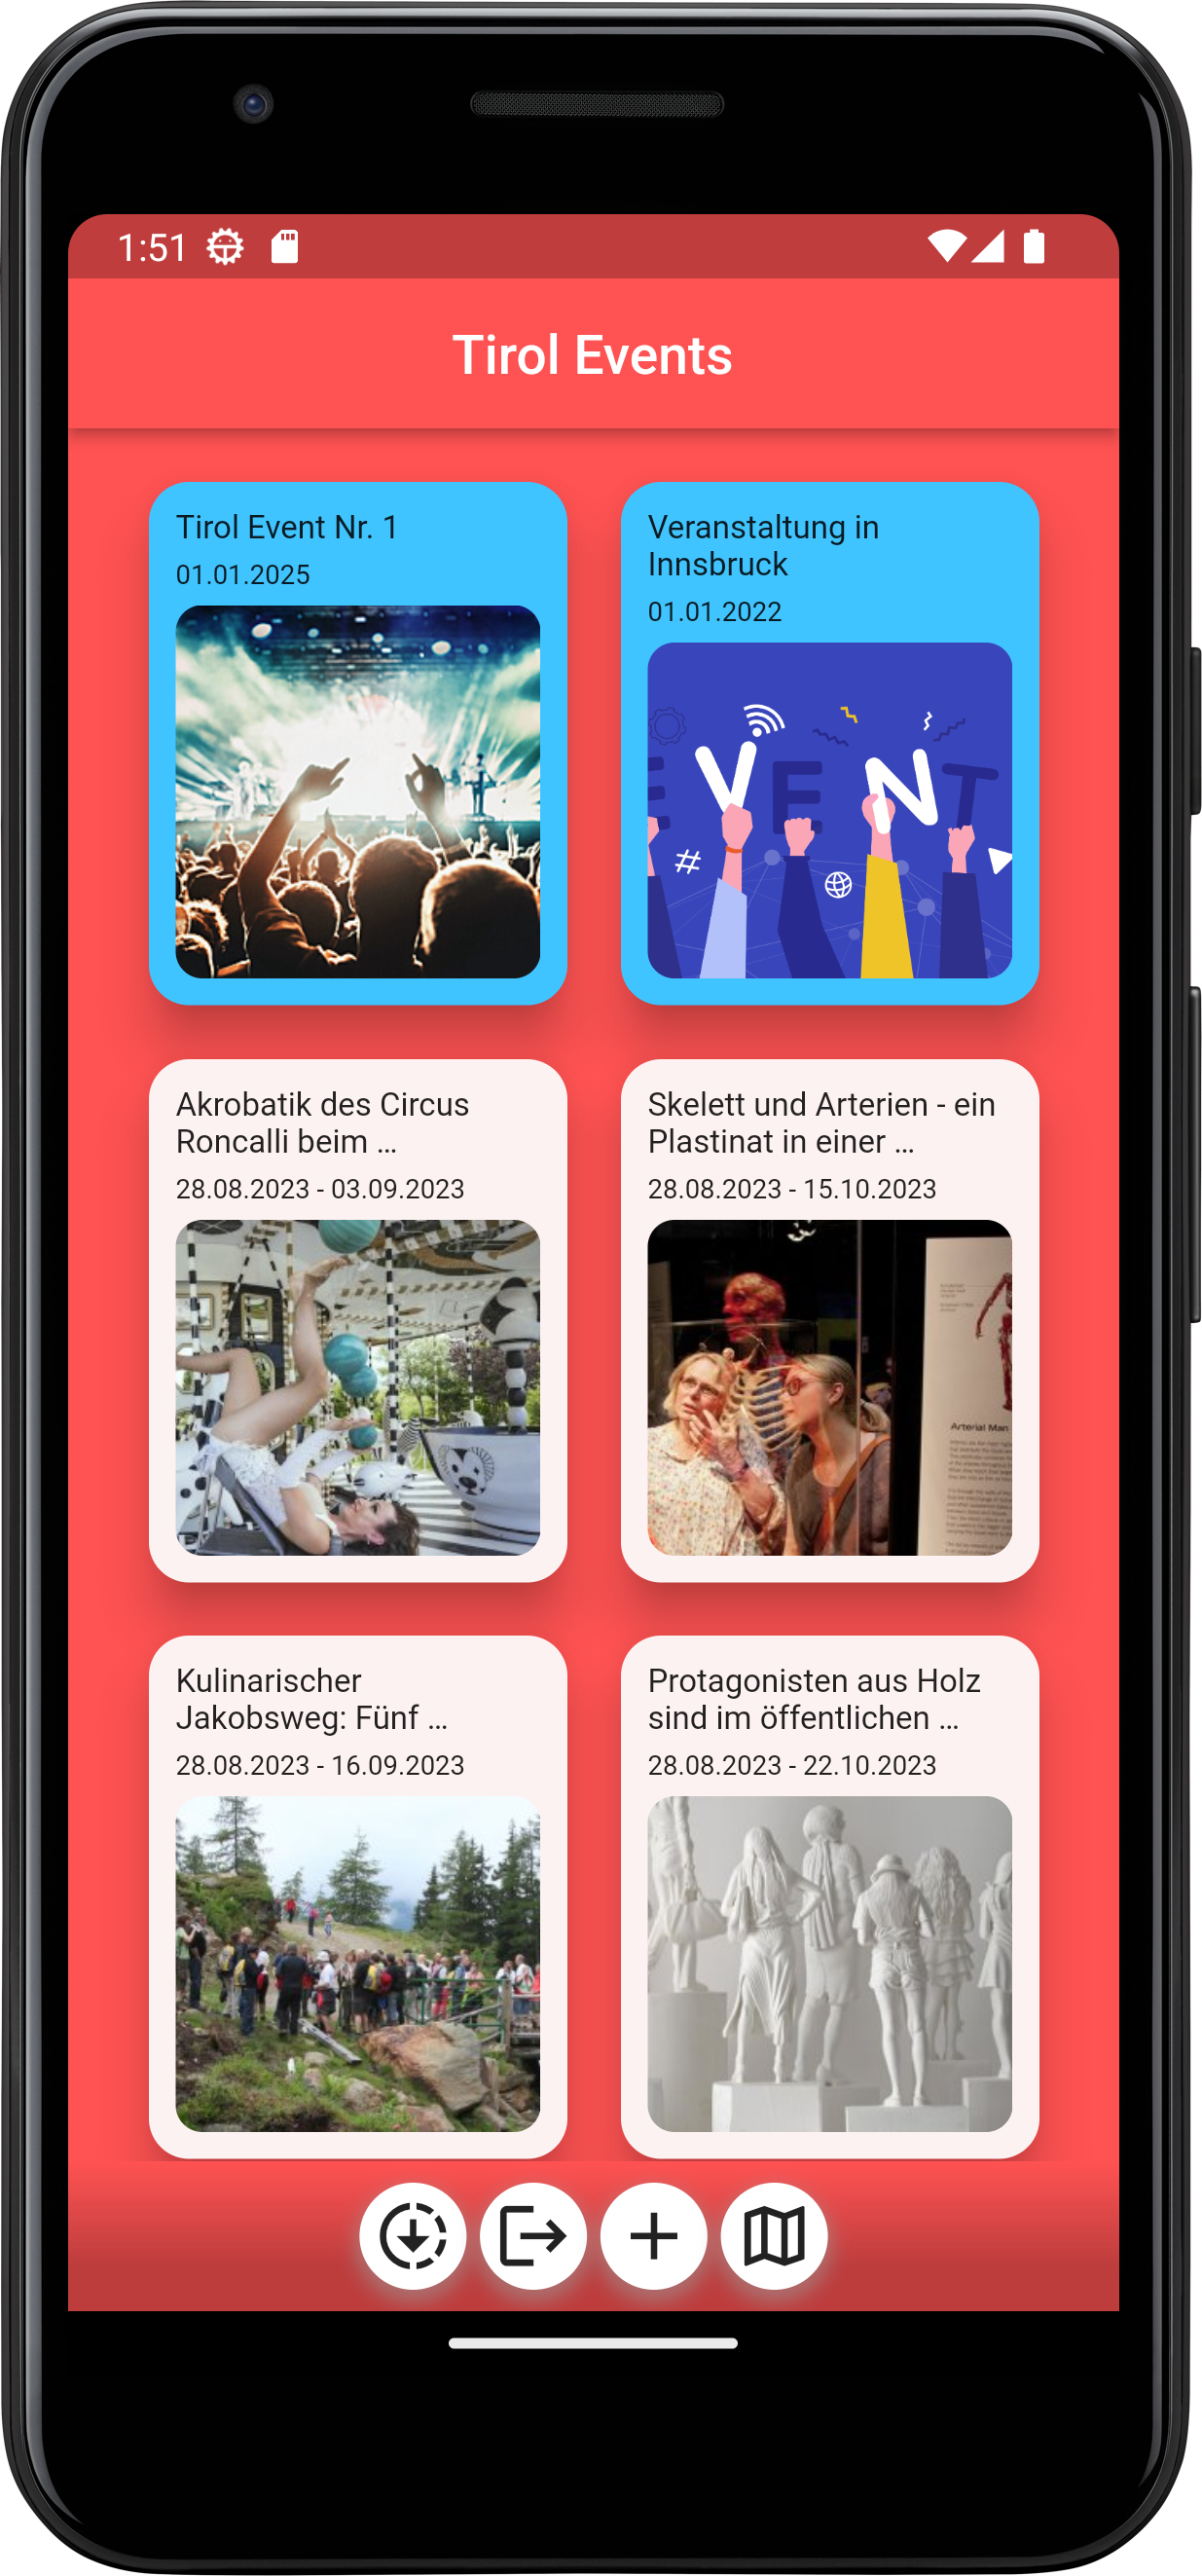 1:51
Tirol Events
Tirol Event Nr. 1
01.01.2025
Veranstaltung in
Innsbruck
01.01.2022
EVENT
#
Akrobatik des Circus
Roncalli beim ...
28.08.2023 - 03.09.2023
Skelett und Arterien - ein
Plastinat in einer ...
28.08.2023 - 15.10.2023
Arterial Man
Kulinarischer
Jakobsweg: Fünf ...
28.08.2023 - 16.09.2023
Protagonisten aus Holz
sind im öffentlichen ...
28.08.2023 - 22.10.2023